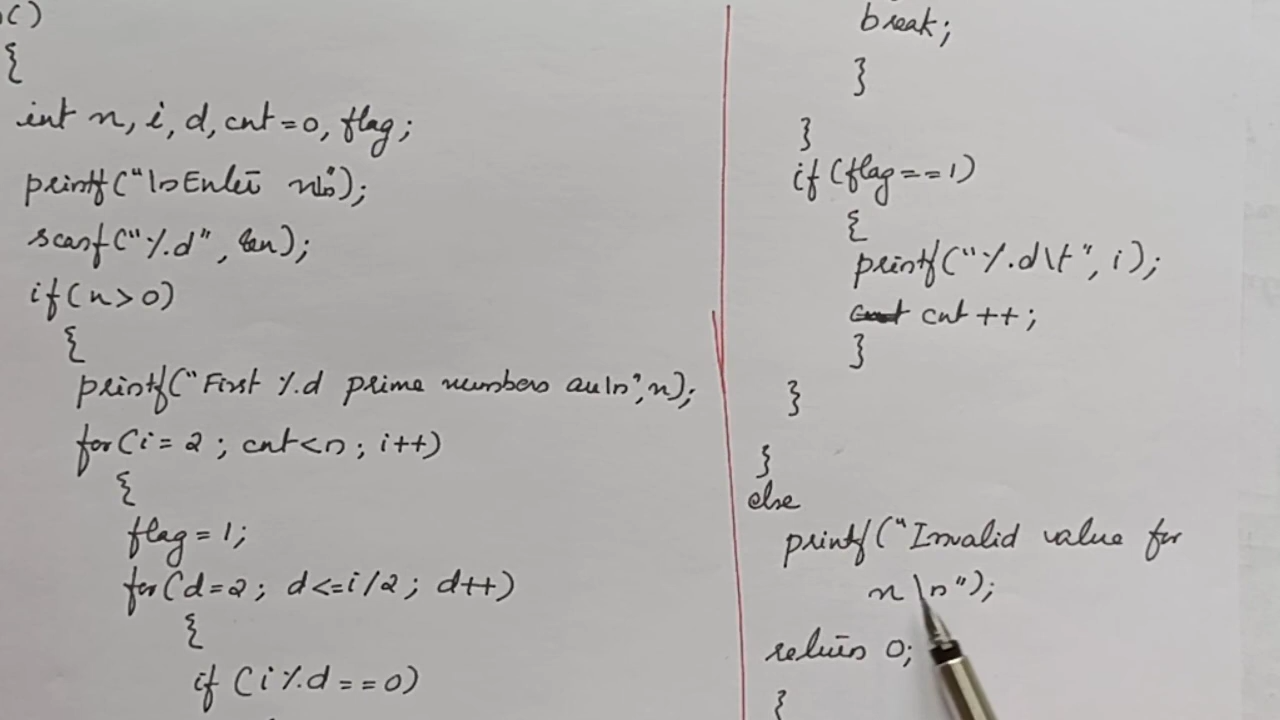 ()
{
int n, i, d, cnt=0, flag;
printf("\nEnter n\n");
scanf("%d", &n);
if(n>0)
{
printf("First %d prime numbers are\n",n);
for(i=2; cnt<n; i++)
{
flag=1;
for(d=2; d<=i/2; d++)
{
if(i%d==0)
break;
}
}
if(flag==1)
{
printf("%d\t", i);
cnt++;
}
}
}
else
printf("Invalid value for
n\n");
return 0;
{